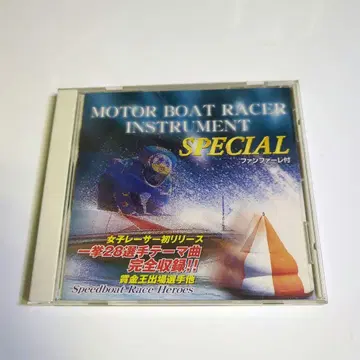 MOTOR BOAT RACER
INSTRUMENT
SPECIAL
ファンファーレ付
女子レーサー初リリース
一挙28選手テーマ曲
完全収録!!
賞金王出場選手他
Speedboat Race Heroes